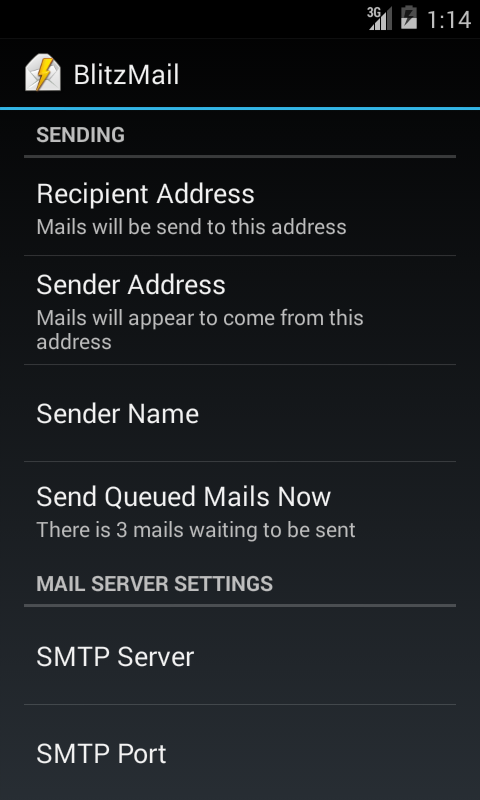 3G 1:14
BlitzMail
SENDING
Recipient Address
Mails will be send to this address
Sender Address
Mails will appear to come from this
address
Sender Name
Send Queued Mails Now
There is 3 mails waiting to be sent
MAIL SERVER SETTINGS
SMTP Server
SMTP Port